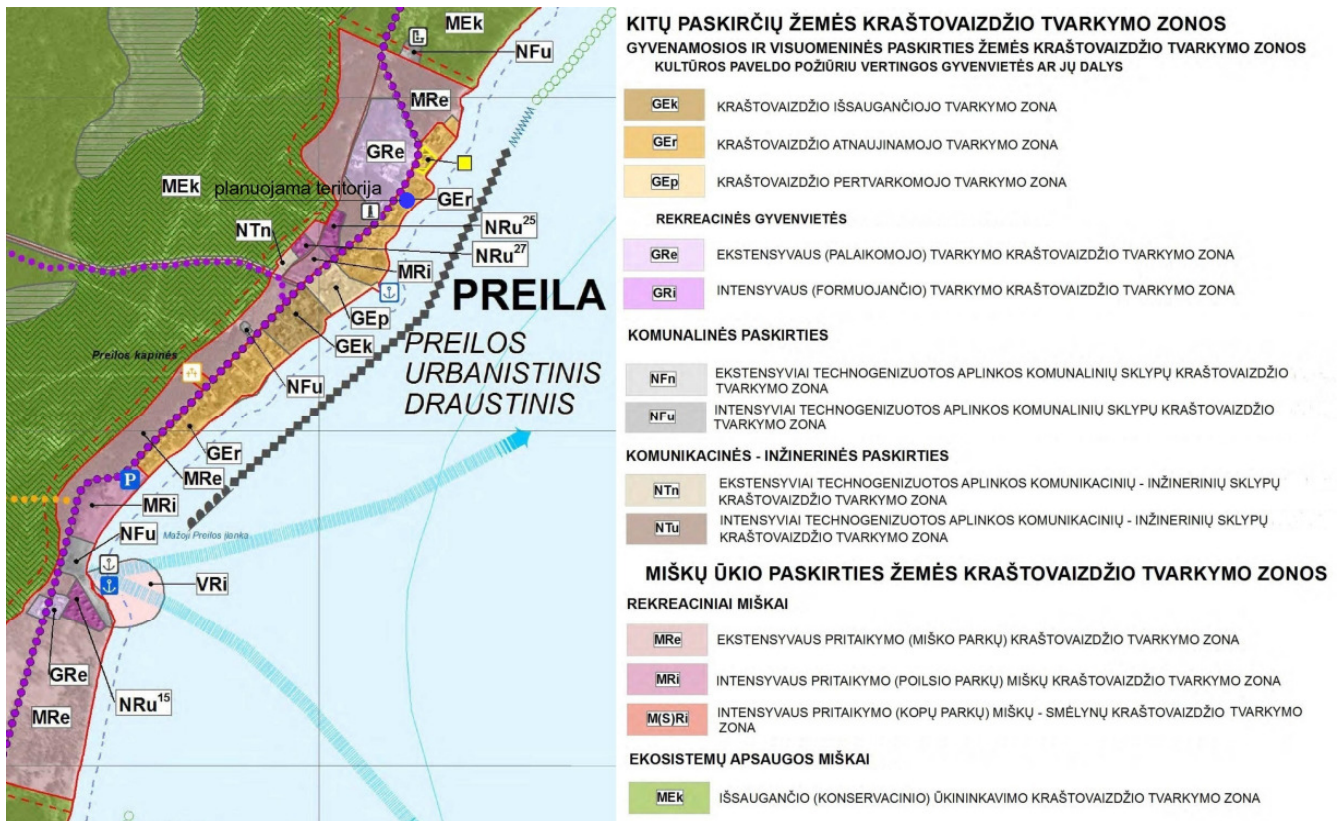 MEk
NFu
MRe
GRe
MEk
planuojama teritorija
GEr
NTn
NRu25
NRu27
MRi
PREILA
GEp
PREILOS
URBANISTINIS
DRAUSTINIS
GEk
Preilos kapinės
NFu
GEr
MRe
P
MRi
NFu
Mažoji Preilos įlanka
VRi
GRe
NRu15
MRe
KITŲ PASKIRČIŲ ŽEMĖS KRAŠTOVAIZDŽIO TVARKYMO ZONOS
GYVENAMOSIOS IR VISUOMENINĖS PASKIRTIES ŽEMĖS KRAŠTOVAIZDŽIO TVARKYMO ZONOS
KULTŪROS PAVELDO POŽIŪRIU VERTINGOS GYVENVIETĖS AR JŲ DALYS
GEk KRAŠTOVAIZDŽIO IŠSAUGANČIOJO TVARKYMO ZONA
GEr KRAŠTOVAIZDŽIO ATNAUJINAMOJO TVARKYMO ZONA
GEp KRAŠTOVAIZDŽIO PERTVARKOMOJO TVARKYMO ZONA
REKREACINĖS GYVENVIETĖS
GRe EKSTENSYVAUS (PALAIKOMOJO) TVARKYMO KRAŠTOVAIZDŽIO TVARKYMO ZONA
GRi INTENSYVAUS (FORMUOJANČIO) TVARKYMO KRAŠTOVAIZDŽIO TVARKYMO ZONA
KOMUNALINĖS PASKIRTIES
NFn EKSTENSYVIAI TECHNOGENIZUOTOS APLINKOS KOMUNALINIŲ SKLYPŲ KRAŠTOVAIZDŽIO
TVARKYMO ZONA
NFu INTENSYVIAI TECHNOGENIZUOTOS APLINKOS KOMUNALINIŲ SKLYPŲ KRAŠTOVAIZDŽIO
TVARKYMO ZONA
KOMUNIKACINĖS - INŽINERINĖS PASKIRTIES
NTn EKSTENSYVIAI TECHNOGENIZUOTOS APLINKOS KOMUNIKACINIŲ - INŽINERINIŲ SKLYPŲ
KRAŠTOVAIZDŽIO TVARKYMO ZONA
NTu INTENSYVIAI TECHNOGENIZUOTOS APLINKOS KOMUNIKACINIŲ - INŽINERINIŲ SKLYPŲ
KRAŠTOVAIZDŽIO TVARKYMO ZONA
MIŠKŲ ŪKIO PASKIRTIES ŽEMĖS KRAŠTOVAIZDŽIO TVARKYMO ZONOS
REKREACINIAI MIŠKAI
MRe EKSTENSYVAUS PRITAIKYMO (MIŠKO PARKŲ) KRAŠTOVAIZDŽIO TVARKYMO ZONA
MRi INTENSYVAUS PRITAIKYMO (POILSIO PARKŲ) MIŠKŲ KRAŠTOVAIZDŽIO TVARKYMO ZONA
M(S)Ri INTENSYVAUS PRITAIKYMO (KOPŲ PARKŲ) MIŠKŲ - SMĖLYNŲ KRAŠTOVAIZDŽIO TVARKYMO
ZONA
EKOSISTEMŲ APSAUGOS MIŠKAI
MEk IŠSAUGANČIO (KONSERVACINIO) ŪKININKAVIMO KRAŠTOVAIZDŽIO TVARKYMO ZONA